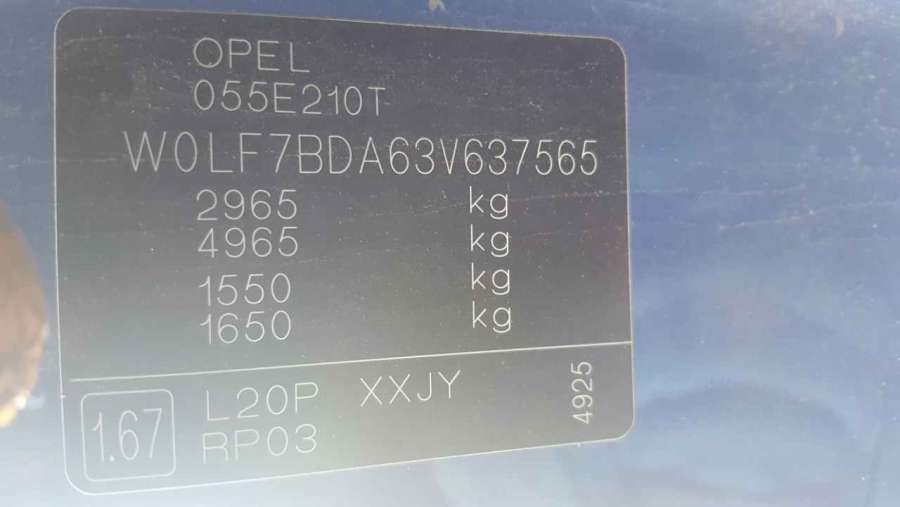 OPEL
055E210T
W0LF7BDA63V637565
2965 kg
4965 kg
1550 kg
1650 kg
1.67
L20P XXJY
RP03
4925